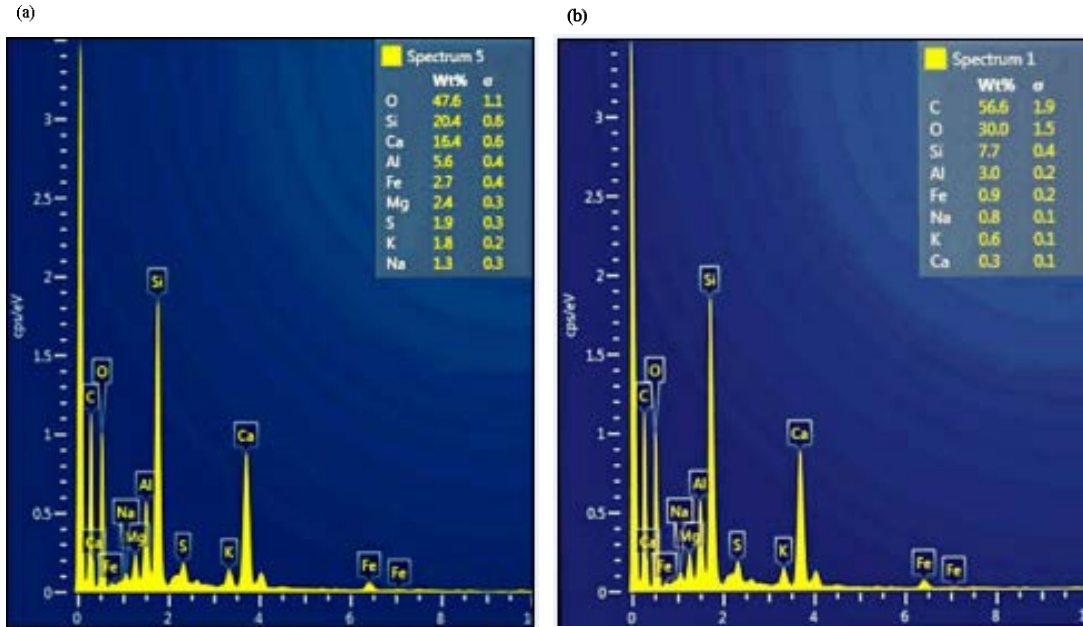 (a)
Spectrum 5
Wt% σ
O 47.6 1.1
Si 20.4 0.6
Ca 16.4 0.6
Al 5.6 0.4
Fe 2.7 0.4
Mg 2.4 0.3
S 1.9 0.3
K 1.8 0.2
Na 1.3 0.3
3
2.5
2
1.5
1
0.5
0
cps/eV
Si
O
C
Ca
Al
Na
Mg
Ca
Fe
S
K
Fe
Fe
0 2 4 6 8 1
(b)
Spectrum 1
Wt% σ
C 56.6 1.9
O 30.0 1.5
Si 7.7 0.4
Al 3.0 0.2
Fe 0.9 0.2
Na 0.8 0.1
K 0.6 0.1
Ca 0.3 0.1
3
2.5
2
1.5
1
0.5
0
cps/eV
Si
O
C
Ca
Al
Na
Mg
Ca
Fe
S
K
Fe
Fe
0 2 4 6 8 1